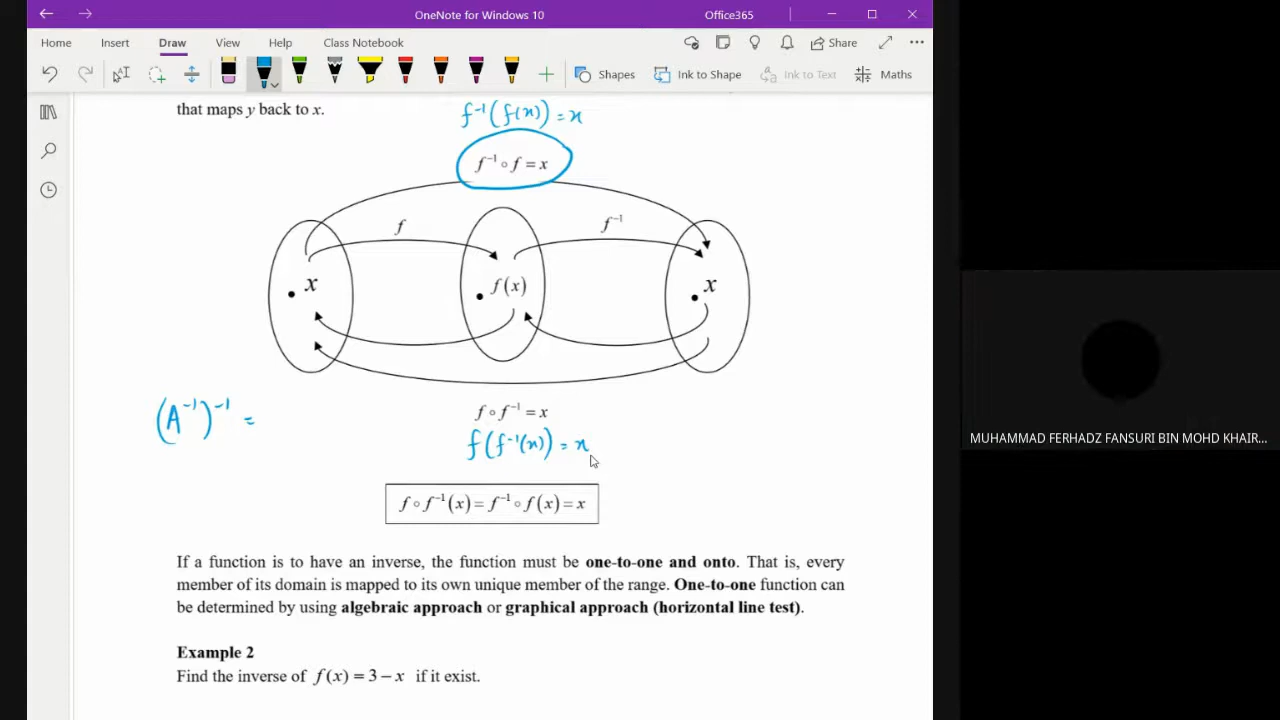 OneNote for Windows 10
Office365
Home Insert Draw View Help Class Notebook
Share
Shapes Ink to Shape Ink to Text Maths
that maps y back to x.
f⁻¹(f(x)) = x
f⁻¹ ∘ f = x
f
f⁻¹
x
f(x)
x
(A⁻¹)⁻¹ =
f ∘ f⁻¹ = x
f(f⁻¹(x)) = x
f ∘ f⁻¹(x) = f⁻¹ ∘ f(x) = x
If a function is to have an inverse, the function must be one-to-one and onto. That is, every
member of its domain is mapped to its own unique member of the range. One-to-one function can
be determined by using algebraic approach or graphical approach (horizontal line test).
Example 2
Find the inverse of f(x) = 3 − x if it exist.
MUHAMMAD FERHADZ FANSURI BIN MOHD KHAIR...